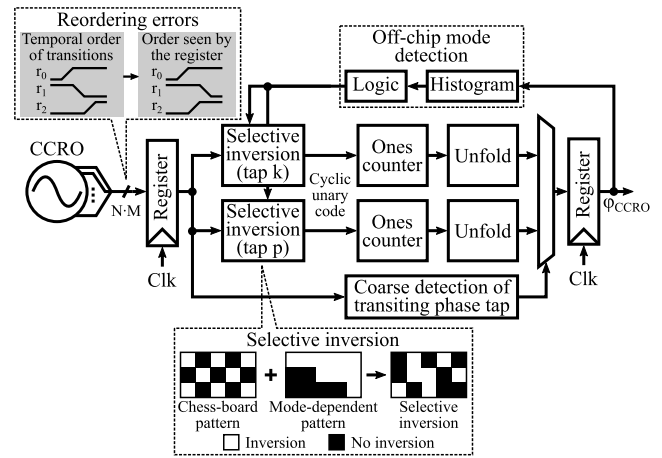 Reordering errors
Temporal order
of transitions
Order seen by
the register
r0
r1
r2
r0
r1
r2
Off-chip mode
detection
Logic
Histogram
CCRO
N·M
Register
Clk
Selective
inversion
(tap k)
Ones
counter
Unfold
Cyclic
unary
code
Selective
inversion
(tap p)
Ones
counter
Unfold
Coarse detection of
transiting phase tap
Register
Clk
φCCRO
Selective inversion
Chess-board
pattern
+
Mode-dependent
pattern
Selective
inversion
Inversion
No inversion